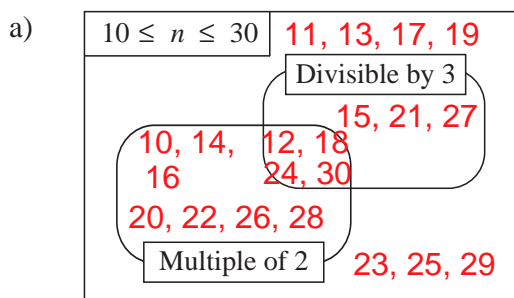 a)
10 ≤ n ≤ 30
11, 13, 17, 19
Divisible by 3
15, 21, 27
10, 14,
12, 18
16
24, 30
20, 22, 26, 28
Multiple of 2
23, 25, 29